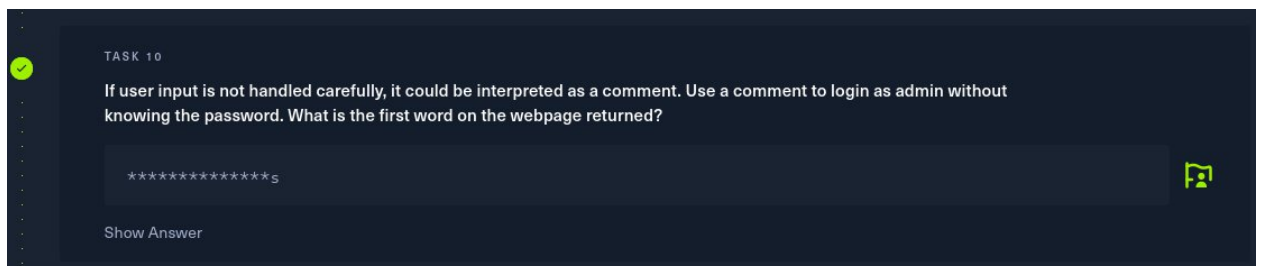 TASK 10
If user input is not handled carefully, it could be interpreted as a comment. Use a comment to login as admin without
knowing the password. What is the first word on the webpage returned?
**************s
Show Answer